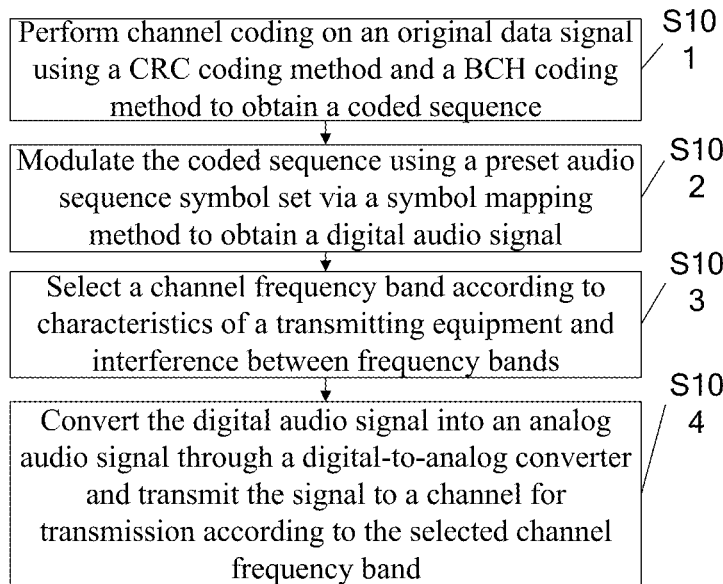 Perform channel coding on an original data signal
using a CRC coding method and a BCH coding
method to obtain a coded sequence
S10
1
Modulate the coded sequence using a preset audio
sequence symbol set via a symbol mapping
method to obtain a digital audio signal
S10
2
Select a channel frequency band according to
characteristics of a transmitting equipment and
interference between frequency bands
S10
3
Convert the digital audio signal into an analog
audio signal through a digital-to-analog converter
and transmit the signal to a channel for
transmission according to the selected channel
frequency band
S10
4